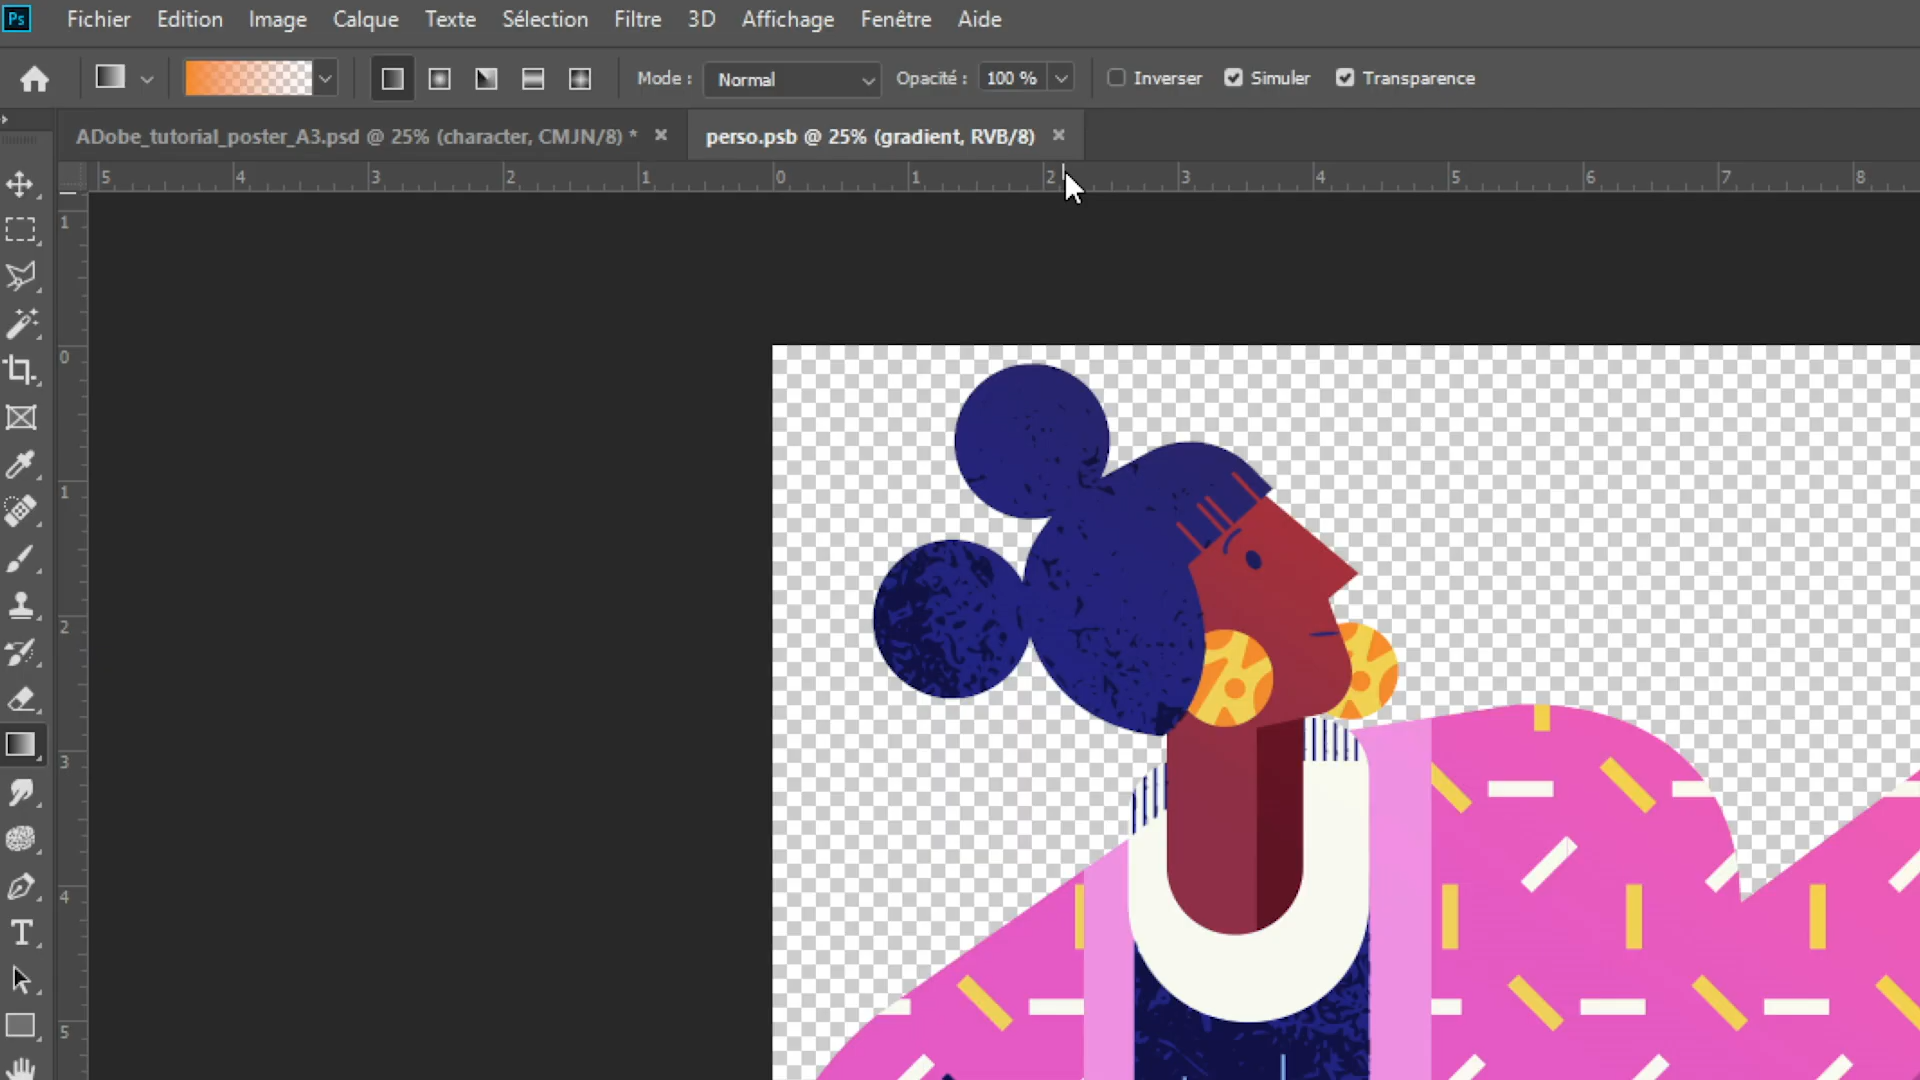 Ps Fichier Edition Image Calque Texte Sélection Filtre 3D Affichage Fenêtre Aide
Mode : Normal Opacité : 100 % Inverser Simuler Transparence
ADobe_tutorial_poster_A3.psd @ 25% (character, CMJN/8) * × perso.psb @ 25% (gradient, RVB/8) ×
5 4 3 2 1 0 1 2 3 4 5 6 7 8
1
0
1
2
3
4
5
T